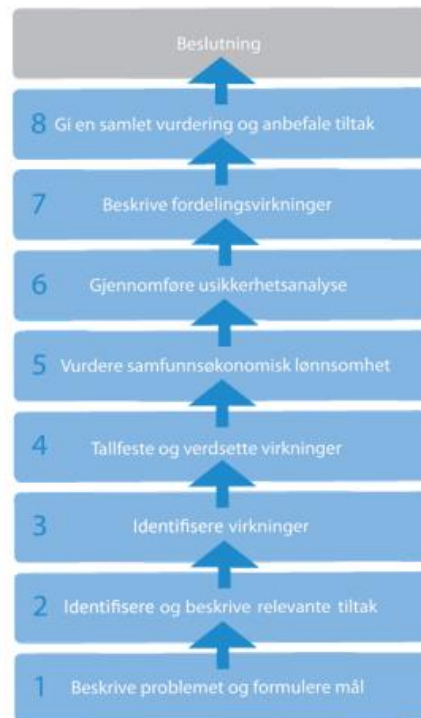 Beslutning
8 Gi en samlet vurdering og anbefale tiltak
7 Beskrive fordelingsvirkninger
6 Gjennomføre usikkerhetsanalyse
5 Vurdere samfunnsøkonomisk lønnsomhet
4 Tallfeste og verdsette virkninger
3 Identifisere virkninger
2 Identifisere og beskrive relevante tiltak
1 Beskrive problemet og formulere mål